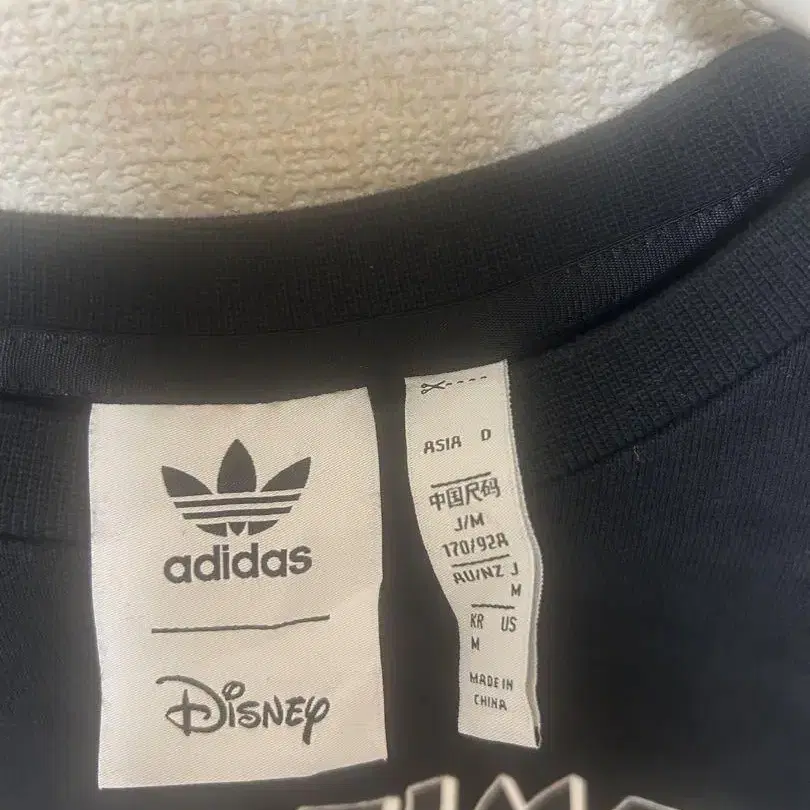 adidas
Disney
ASIA D
中国尺码
J/M
170/92A
AU/NZ J
M
KR US
M
MADE IN
CHINA